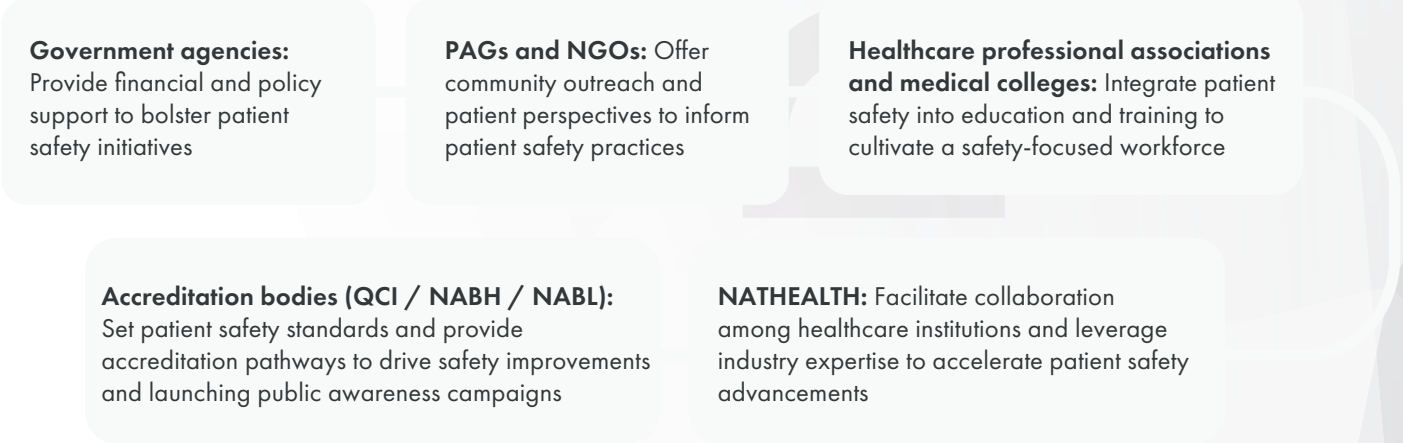 Government agencies:
Provide financial and policy
support to bolster patient
safety initiatives
PAGs and NGOs: Offer
community outreach and
patient perspectives to inform
patient safety practices
Healthcare professional associations
and medical colleges: Integrate patient
safety into education and training to
cultivate a safety-focused workforce
Accreditation bodies (QCI / NABH / NABL):
Set patient safety standards and provide
accreditation pathways to drive safety improvements
and launching public awareness campaigns
NATHEALTH: Facilitate collaboration
among healthcare institutions and leverage
industry expertise to accelerate patient safety
advancements